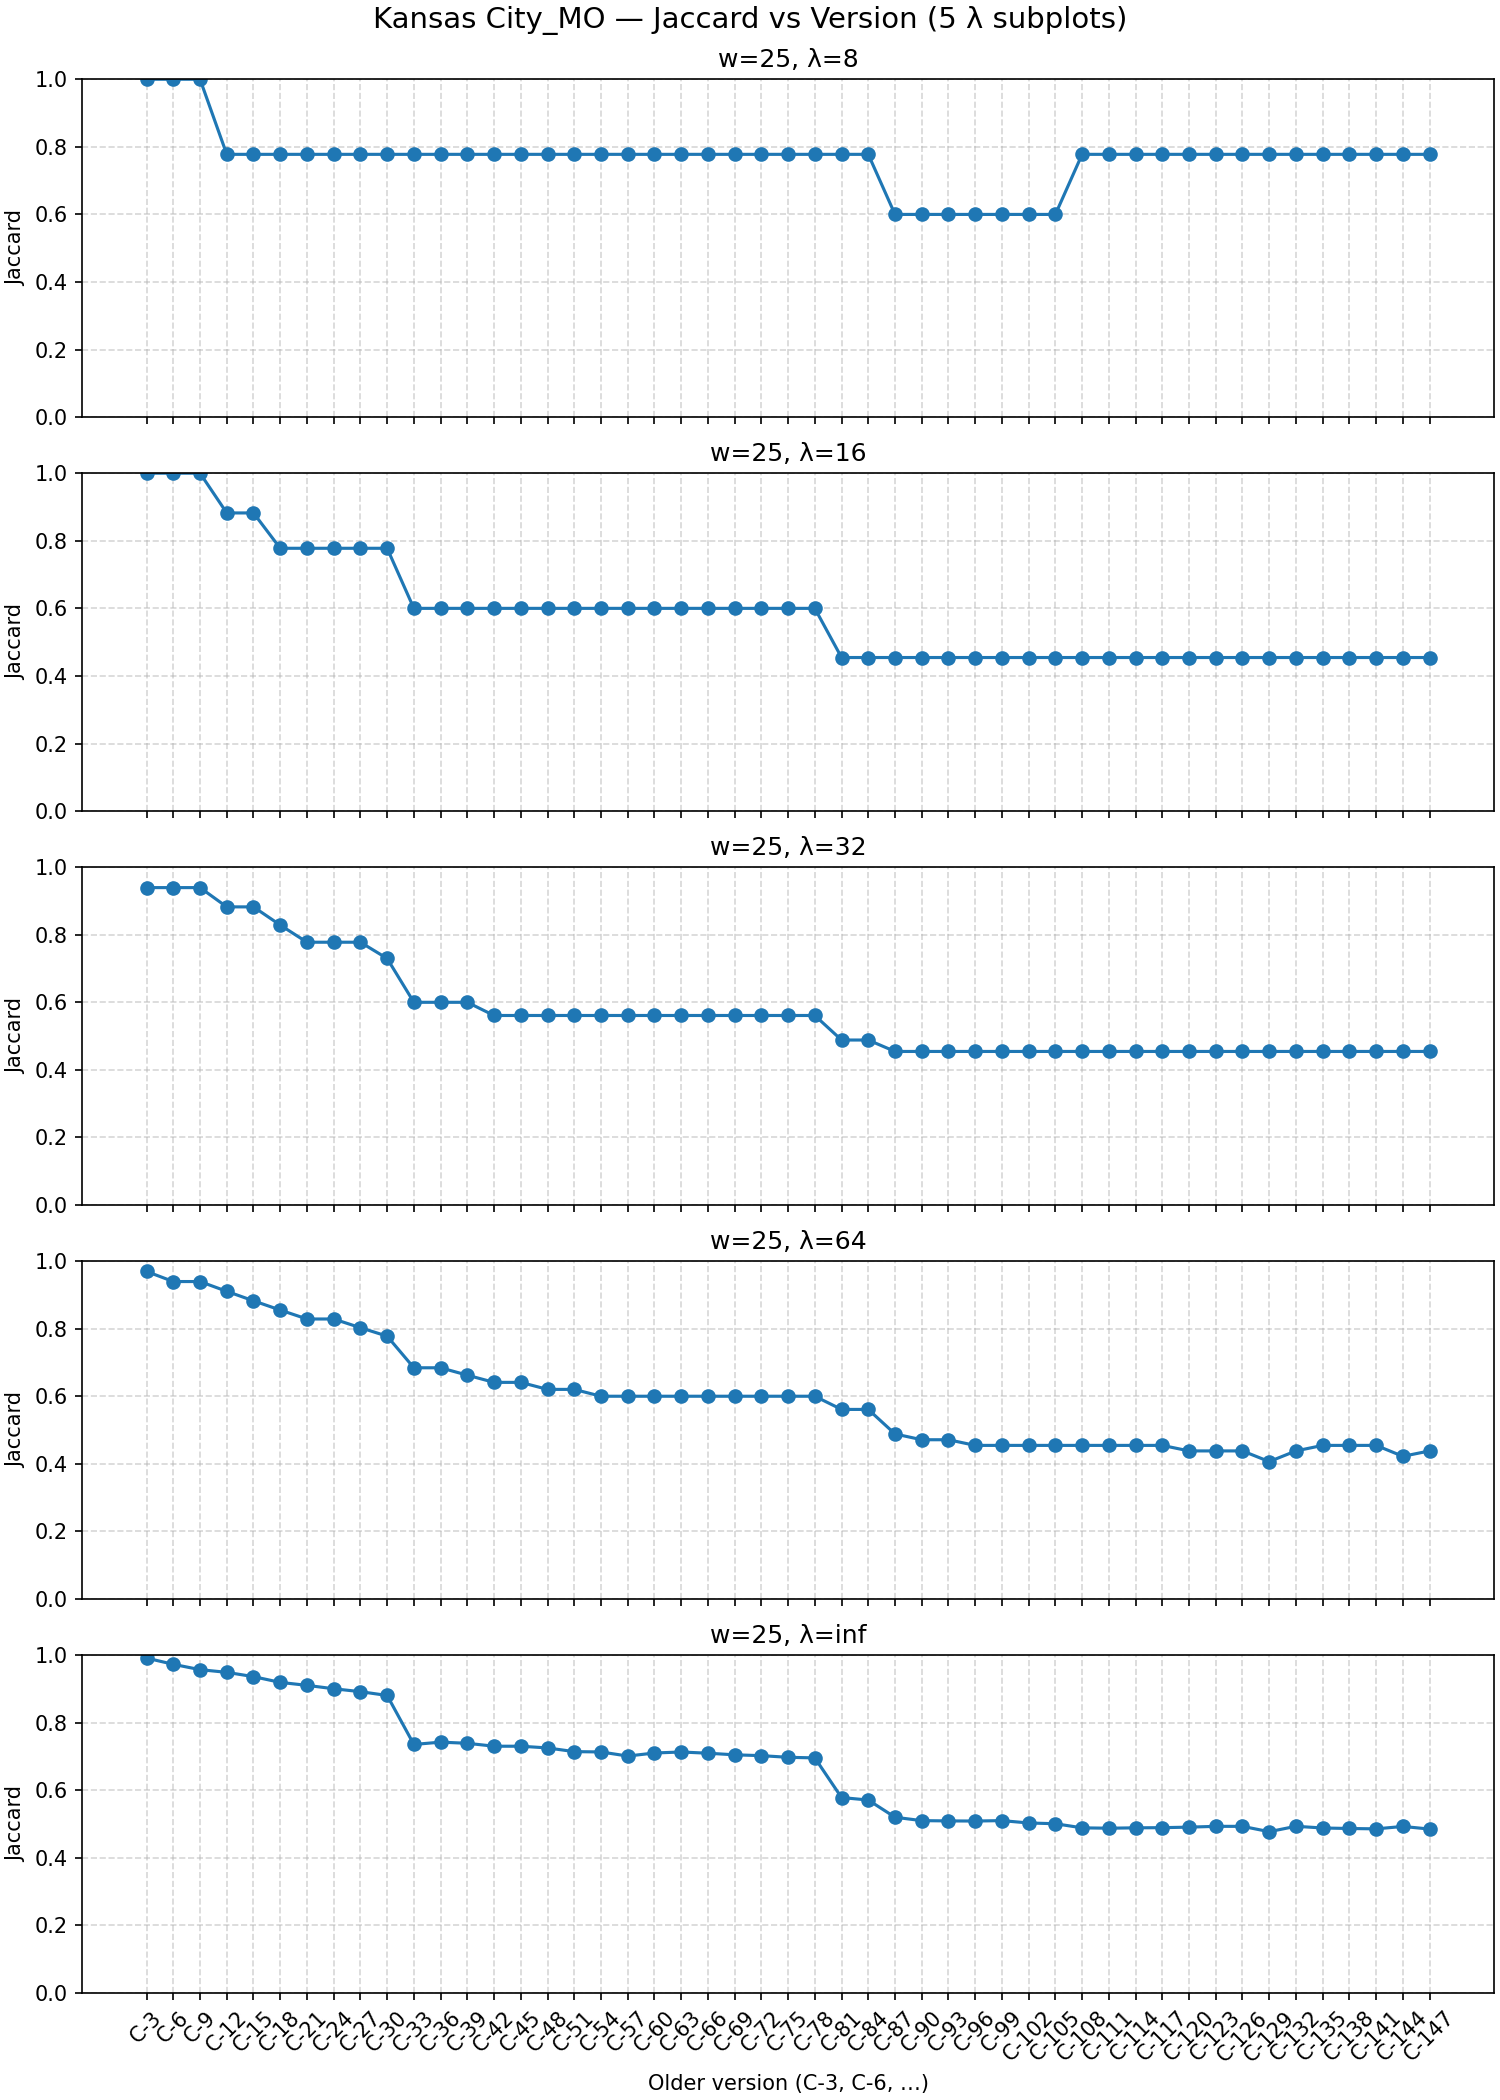 Kansas City_MO — Jaccard vs Version (5 λ subplots)
w=25, λ=8
1.0
0.8
0.6
0.4
0.2
0.0
Jaccard
w=25, λ=16
1.0
0.8
0.6
0.4
0.2
0.0
Jaccard
w=25, λ=32
1.0
0.8
0.6
0.4
0.2
0.0
Jaccard
w=25, λ=64
1.0
0.8
0.6
0.4
0.2
0.0
Jaccard
w=25, λ=inf
1.0
0.8
0.6
0.4
0.2
0.0
Jaccard
C-3 C-6 C-9 C-12 C-15 C-18 C-21 C-24 C-27 C-30 C-33 C-36 C-39 C-42 C-45 C-48 C-51 C-54 C-57 C-60 C-63 C-66 C-69 C-72 C-75 C-78 C-81 C-84 C-87 C-90 C-93 C-96 C-99 C-102 C-105 C-108 C-111 C-114 C-117 C-120 C-123 C-126 C-129 C-132 C-135 C-138 C-141 C-144 C-147
Older version (C-3, C-6, ...)